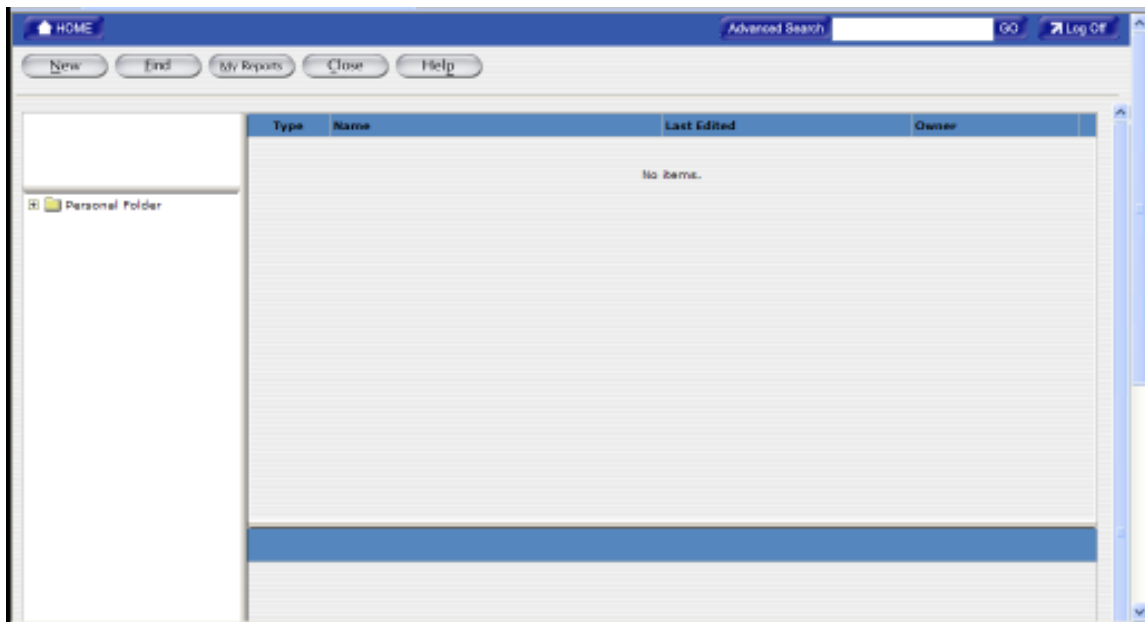 HOME Advanced Search GO Log Off
New Find My Reports Close Help
Type Name Last Edited Owner
No items.
Personal Folder